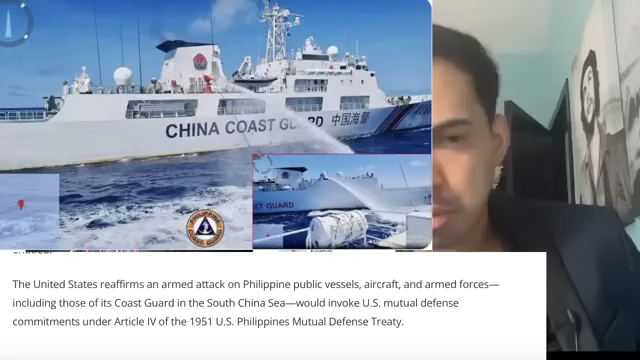 CHINA COAST GUARD 中国海警
PHILIPPINE
COAST GUARD
GUARD
The United States reaffirms an armed attack on Philippine public vessels, aircraft, and armed forces—
including those of its Coast Guard in the South China Sea—would invoke U.S. mutual defense
commitments under Article IV of the 1951 U.S. Philippines Mutual Defense Treaty.